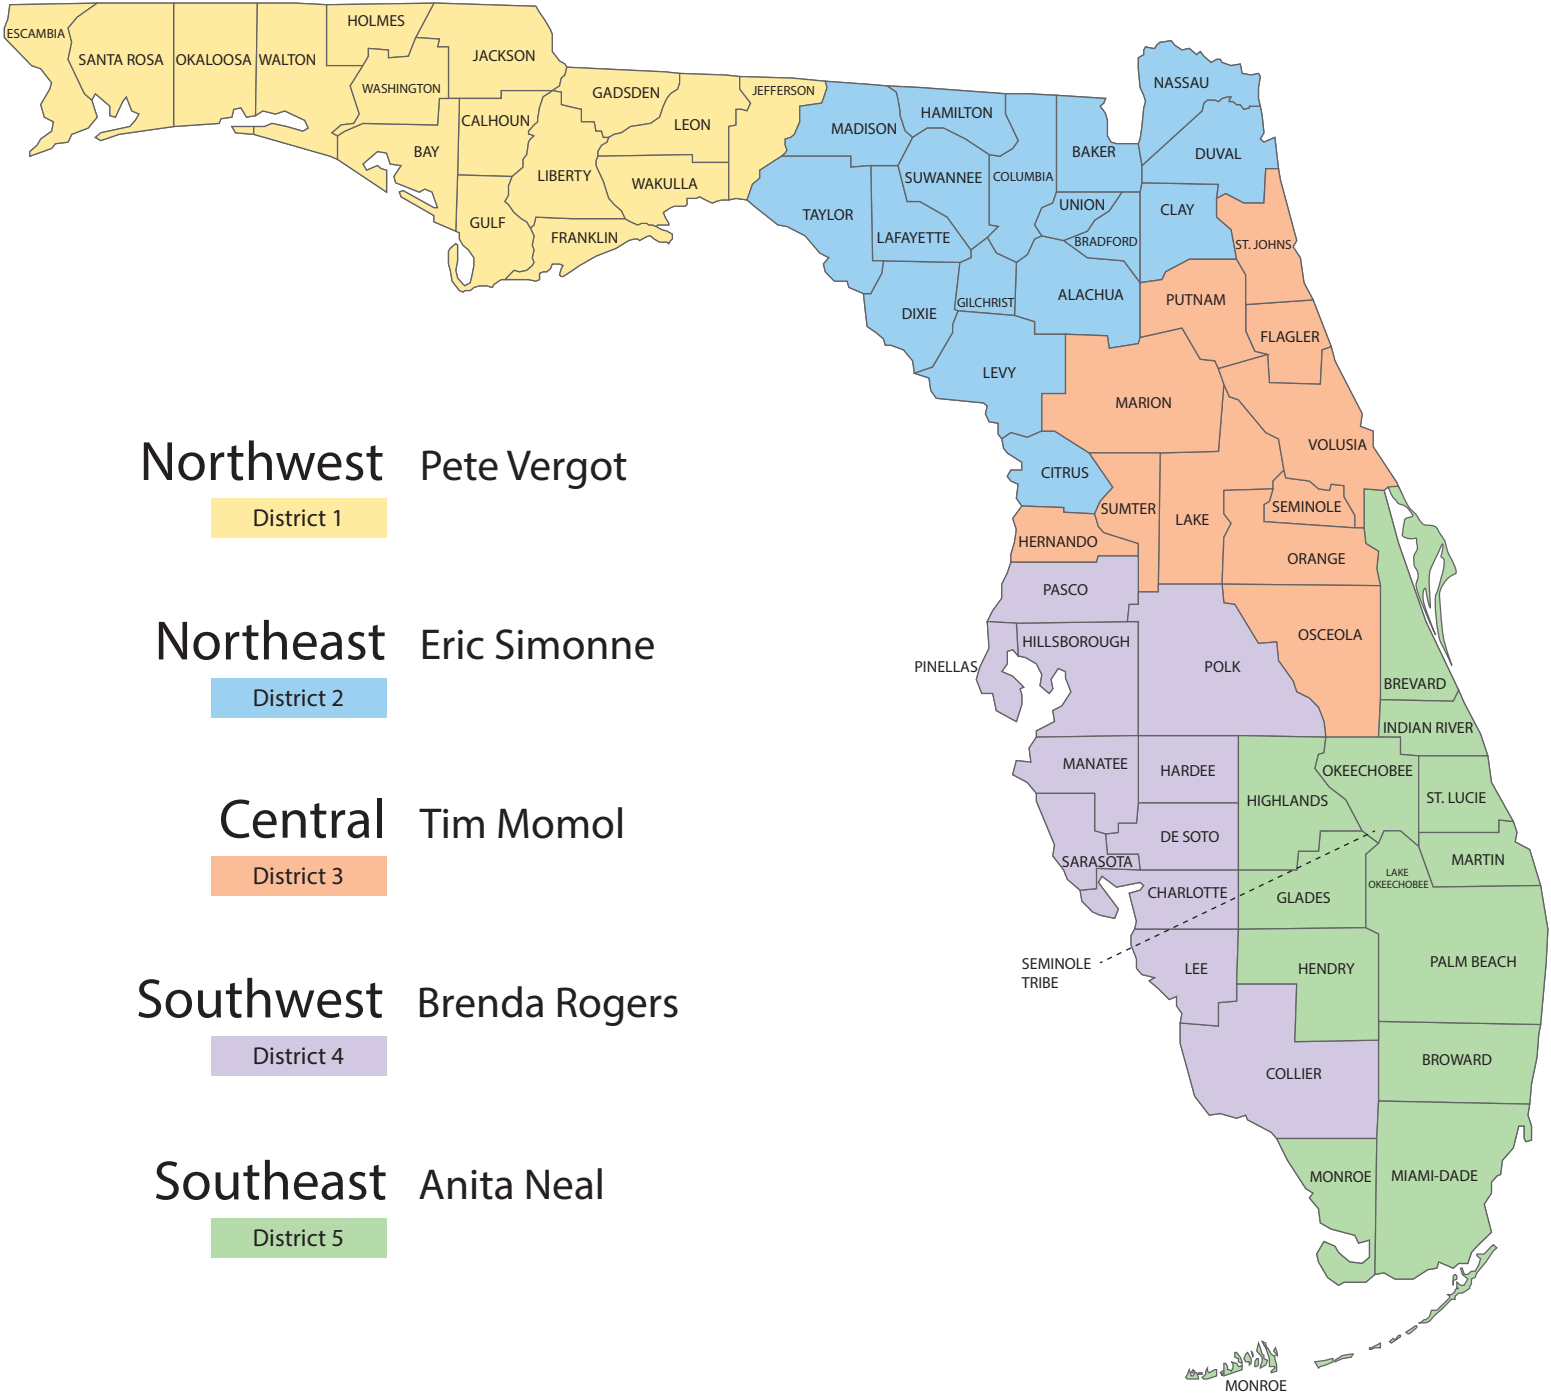 ESCAMBIA
SANTA ROSA
OKALOOSA
WALTON
HOLMES
WASHINGTON
JACKSON
BAY
CALHOUN
GULF
GADSDEN
LIBERTY
FRANKLIN
LEON
WAKULLA
JEFFERSON
MADISON
TAYLOR
HAMILTON
SUWANNEE
LAFAYETTE
DIXIE
COLUMBIA
GILCHRIST
BAKER
UNION
BRADFORD
ALACHUA
LEVY
NASSAU
DUVAL
CLAY
ST. JOHNS
PUTNAM
FLAGLER
MARION
VOLUSIA
CITRUS
SUMTER
LAKE
SEMINOLE
HERNANDO
ORANGE
PASCO
OSCEOLA
HILLSBOROUGH
PINELLAS
POLK
BREVARD
INDIAN RIVER
MANATEE
HARDEE
HIGHLANDS
OKEECHOBEE
ST. LUCIE
DE SOTO
SARASOTA
MARTIN
LAKE
OKEECHOBEE
CHARLOTTE
GLADES
SEMINOLE
TRIBE
LEE
HENDRY
PALM BEACH
COLLIER
BROWARD
MONROE
MIAMI-DADE
MONROE
Northwest Pete Vergot
District 1
Northeast Eric Simonne
District 2
Central Tim Momol
District 3
Southwest Brenda Rogers
District 4
Southeast Anita Neal
District 5